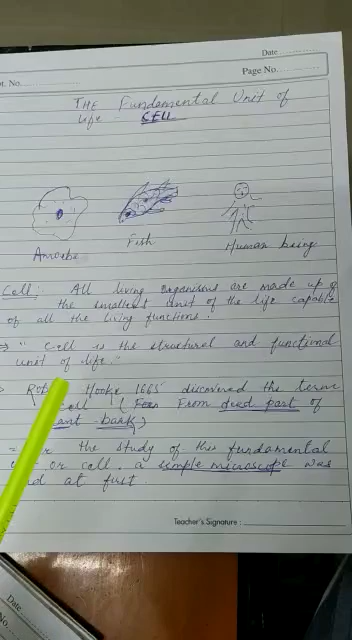 Date
pt. No.
Page No.
THE Fundamental Unit of
life - CELL
Amoeba
Fish
Human being
Cell: All living organisms are made up of
the smallest unit of the life capable
of all the living functions.
⇒ "Cell is the structural and functional
unit of life."
Hooke 1665' discovered the term
cell ( From dead part of
bark)
the study of this fundamental
or cell, a simple microscope was
at first.
Teacher's Signature :
Date